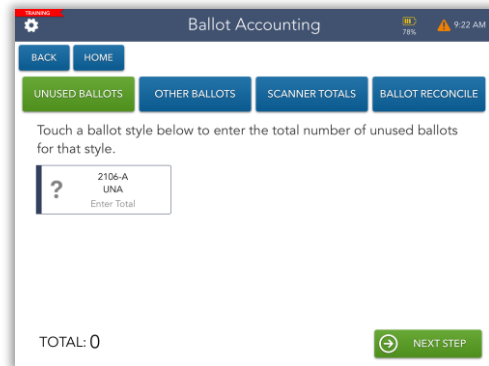 TRAINING
Ballot Accounting
78%
9:22 AM
BACK
HOME
UNUSED BALLOTS
OTHER BALLOTS
SCANNER TOTALS
BALLOT RECONCILE
Touch a ballot style below to enter the total number of unused ballots
for that style.
?
2106-A
UNA
Enter Total
TOTAL: 0
NEXT STEP